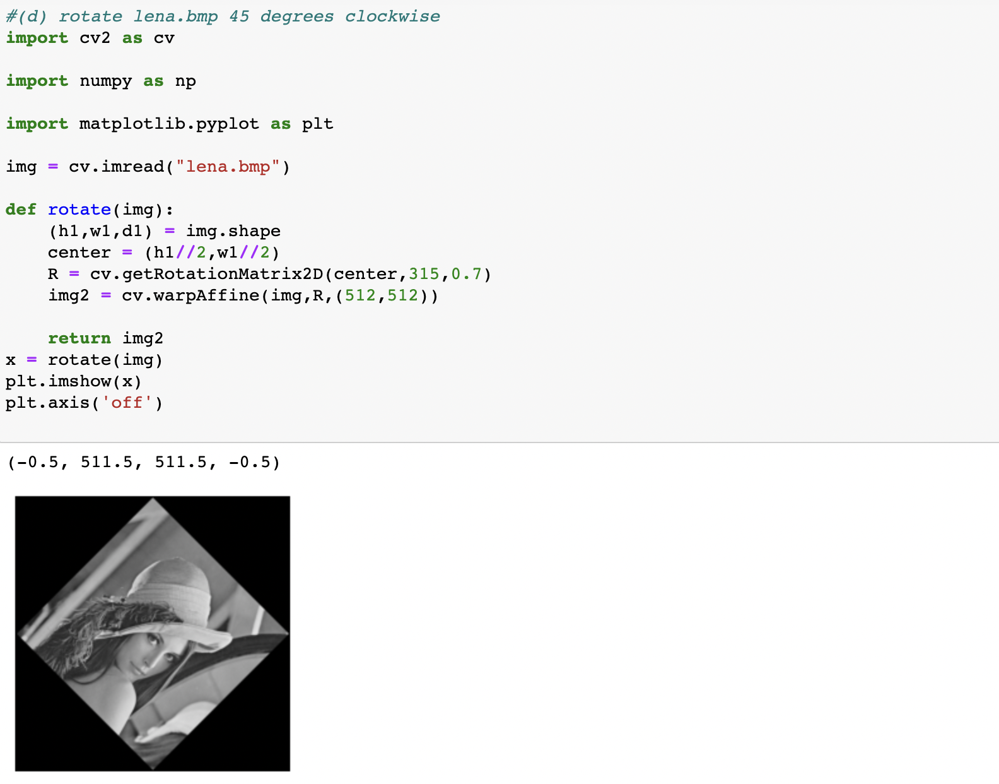 #(d) rotate lena.bmp 45 degrees clockwise
import cv2 as cv
import numpy as np
import matplotlib.pyplot as plt
img = cv.imread("lena.bmp")
def rotate(img):
    (h1,w1,d1) = img.shape
    center = (h1//2,w1//2)
    R = cv.getRotationMatrix2D(center,315,0.7)
    img2 = cv.warpAffine(img,R,(512,512))
    return img2
x = rotate(img)
plt.imshow(x)
plt.axis('off')
(-0.5, 511.5, 511.5, -0.5)